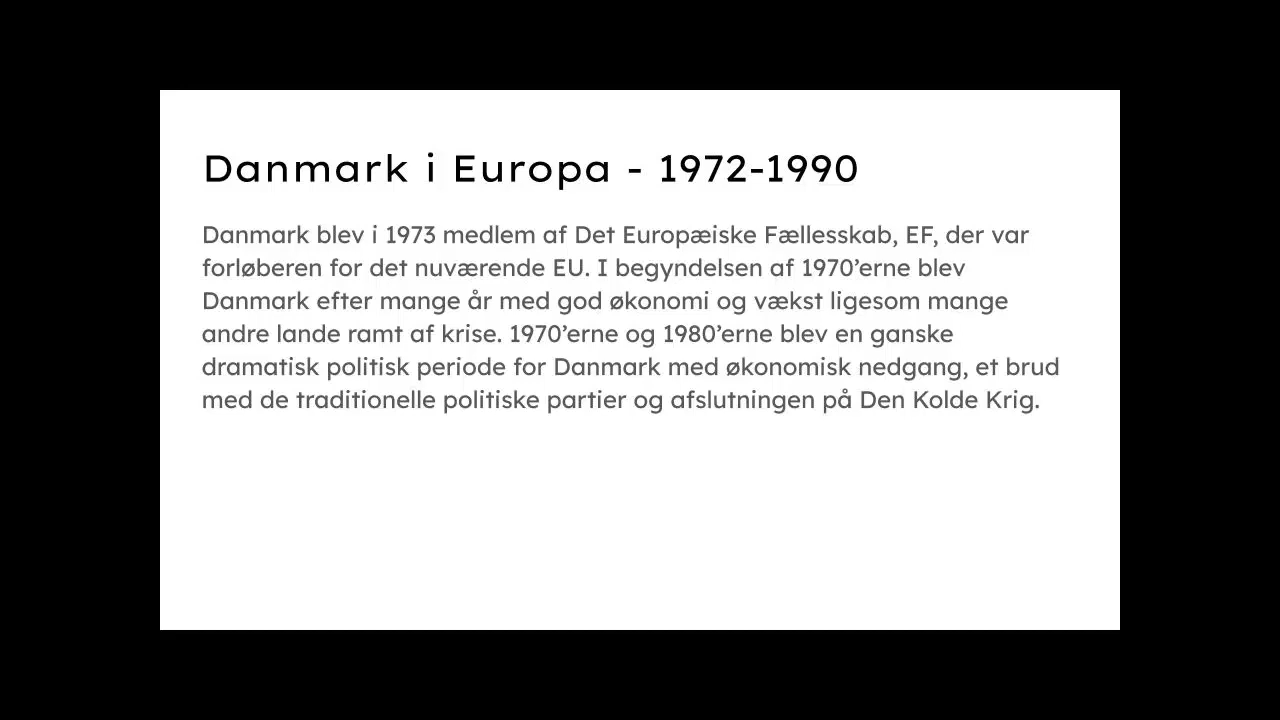 Danmark i Europa - 1972-1990
Danmark blev i 1973 medlem af Det Europæiske Fællesskab, EF, der var
forløberen for det nuværende EU. I begyndelsen af 1970’erne blev
Danmark efter mange år med god økonomi og vækst ligesom mange
andre lande ramt af krise. 1970’erne og 1980’erne blev en ganske
dramatisk politisk periode for Danmark med økonomisk nedgang, et brud
med de traditionelle politiske partier og afslutningen på Den Kolde Krig.